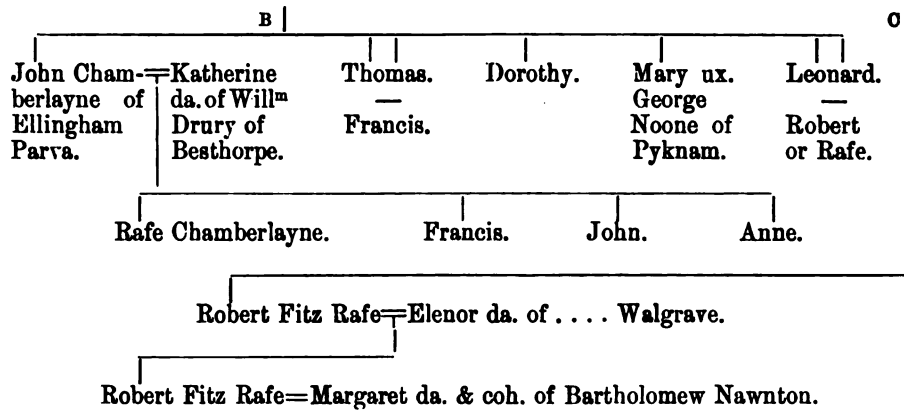 B C
John Cham- Katherine Thomas. Dorothy. Mary ux. Leonard.
berlayne of da. of Willm — George —
Ellingham Drury of Francis. Noone of Robert
Parva. Besthorpe. Pyknam. or Rafe.
Rafe Chamberlayne. Francis. John. Anne.
Robert Fitz Rafe=Elenor da. of .... Walgrave.
Robert Fitz Rafe=Margaret da. & coh. of Bartholomew Nawnton.